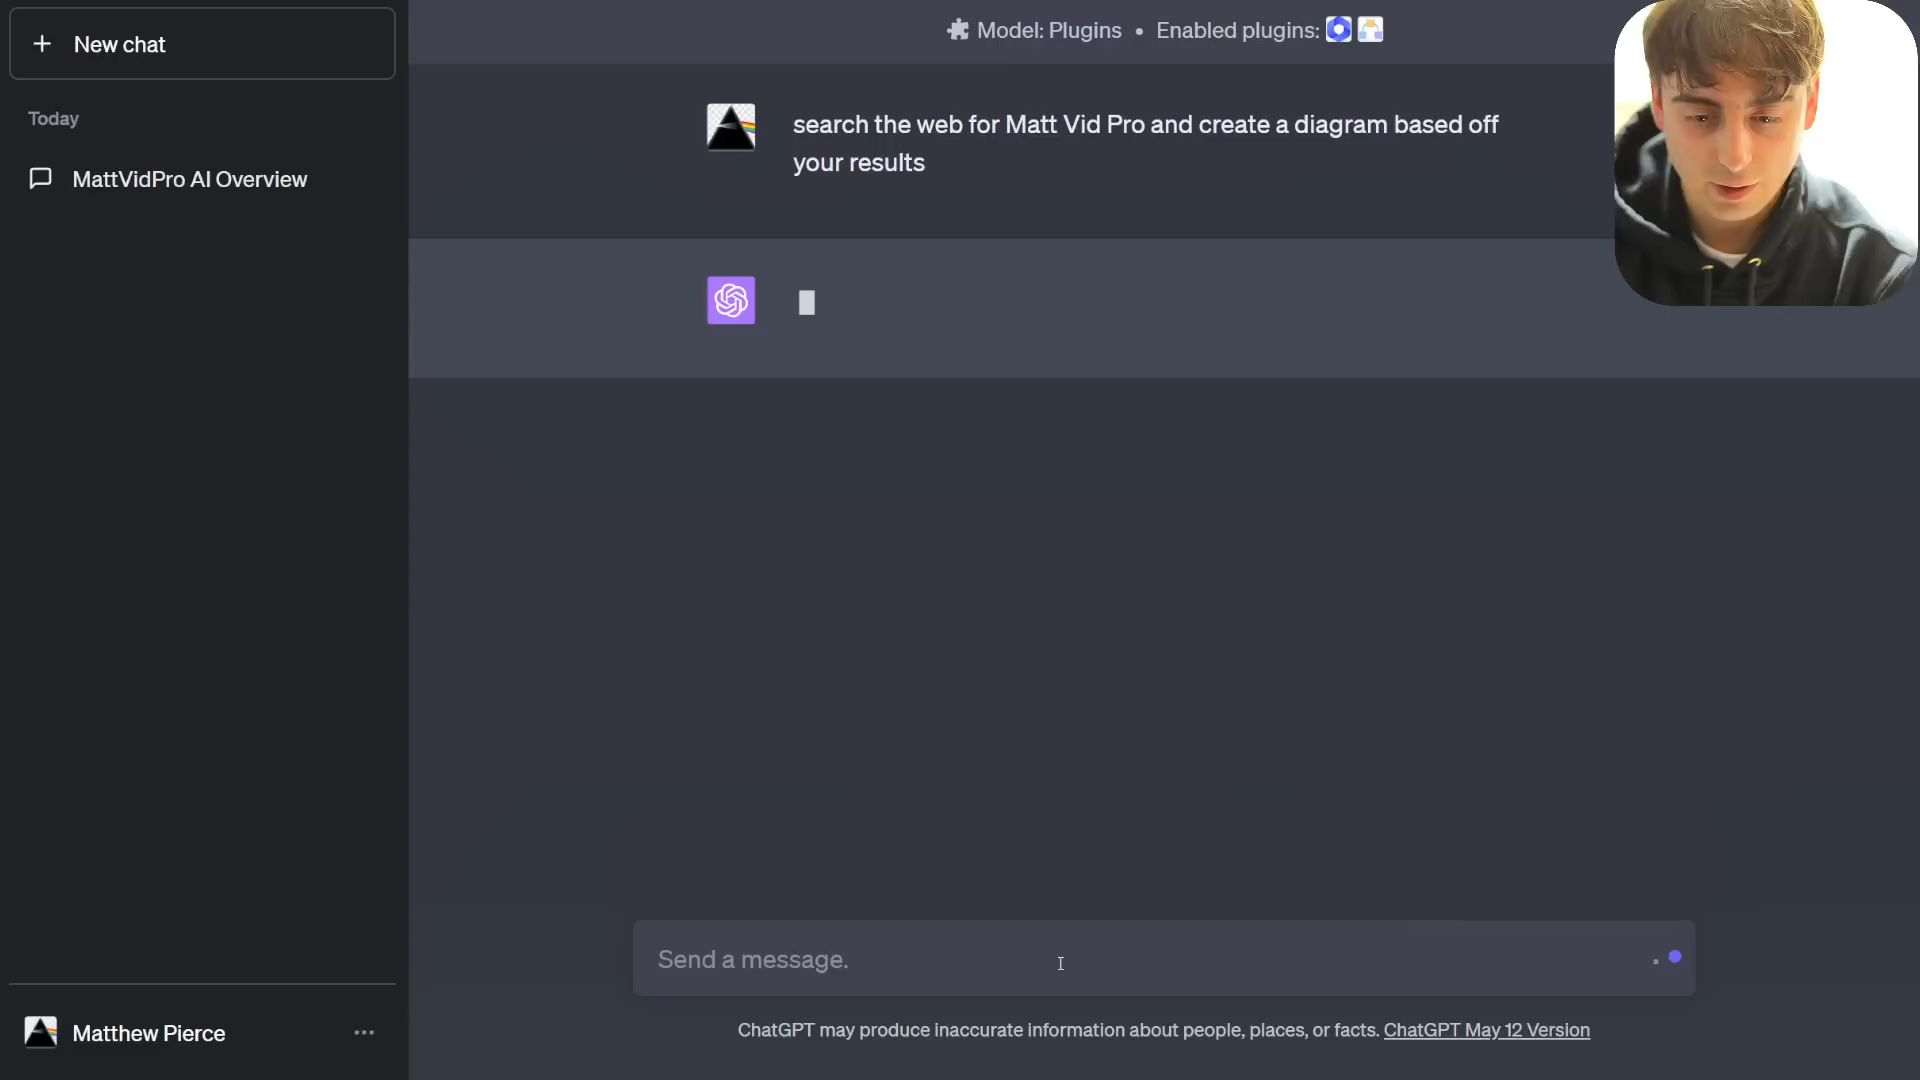 New chat
Today
MattVidPro AI Overview
Matthew Pierce
Model: Plugins • Enabled plugins:
search the web for Matt Vid Pro and create a diagram based off
your results
Send a message.
ChatGPT may produce inaccurate information about people, places, or facts. ChatGPT May 12 Version